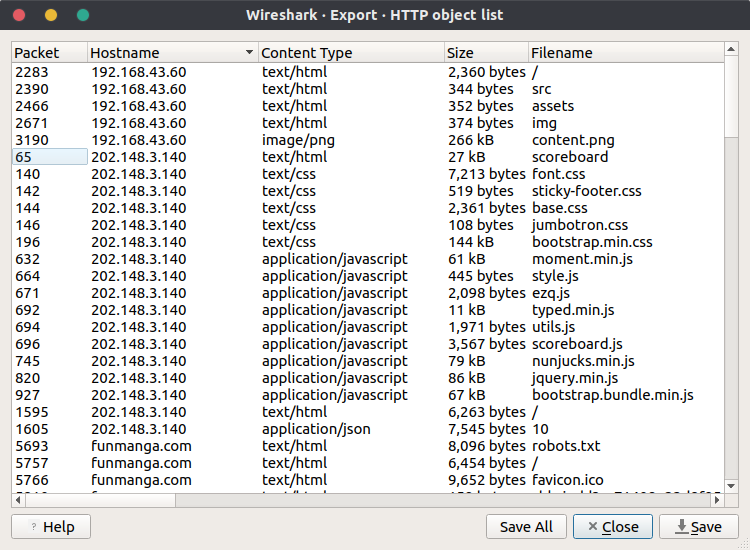 Wireshark · Export · HTTP object list
Packet Hostname Content Type Size Filename
2283 192.168.43.60 text/html 2,360 bytes /
2390 192.168.43.60 text/html 344 bytes src
2466 192.168.43.60 text/html 352 bytes assets
2671 192.168.43.60 text/html 374 bytes img
3190 192.168.43.60 image/png 266 kB content.png
65 202.148.3.140 text/html 27 kB scoreboard
140 202.148.3.140 text/css 7,213 bytes font.css
142 202.148.3.140 text/css 519 bytes sticky-footer.css
144 202.148.3.140 text/css 2,361 bytes base.css
146 202.148.3.140 text/css 108 bytes jumbotron.css
196 202.148.3.140 text/css 144 kB bootstrap.min.css
632 202.148.3.140 application/javascript 61 kB moment.min.js
664 202.148.3.140 application/javascript 445 bytes style.js
671 202.148.3.140 application/javascript 2,098 bytes ezq.js
692 202.148.3.140 application/javascript 11 kB typed.min.js
694 202.148.3.140 application/javascript 1,971 bytes utils.js
696 202.148.3.140 application/javascript 3,567 bytes scoreboard.js
745 202.148.3.140 application/javascript 79 kB nunjucks.min.js
820 202.148.3.140 application/javascript 86 kB jquery.min.js
927 202.148.3.140 application/javascript 67 kB bootstrap.bundle.min.js
1595 202.148.3.140 text/html 6,263 bytes /
1605 202.148.3.140 application/json 7,545 bytes 10
5693 funmanga.com text/html 8,096 bytes robots.txt
5757 funmanga.com text/html 6,454 bytes /
5766 funmanga.com text/html 9,652 bytes favicon.ico
? Help Save All Close Save